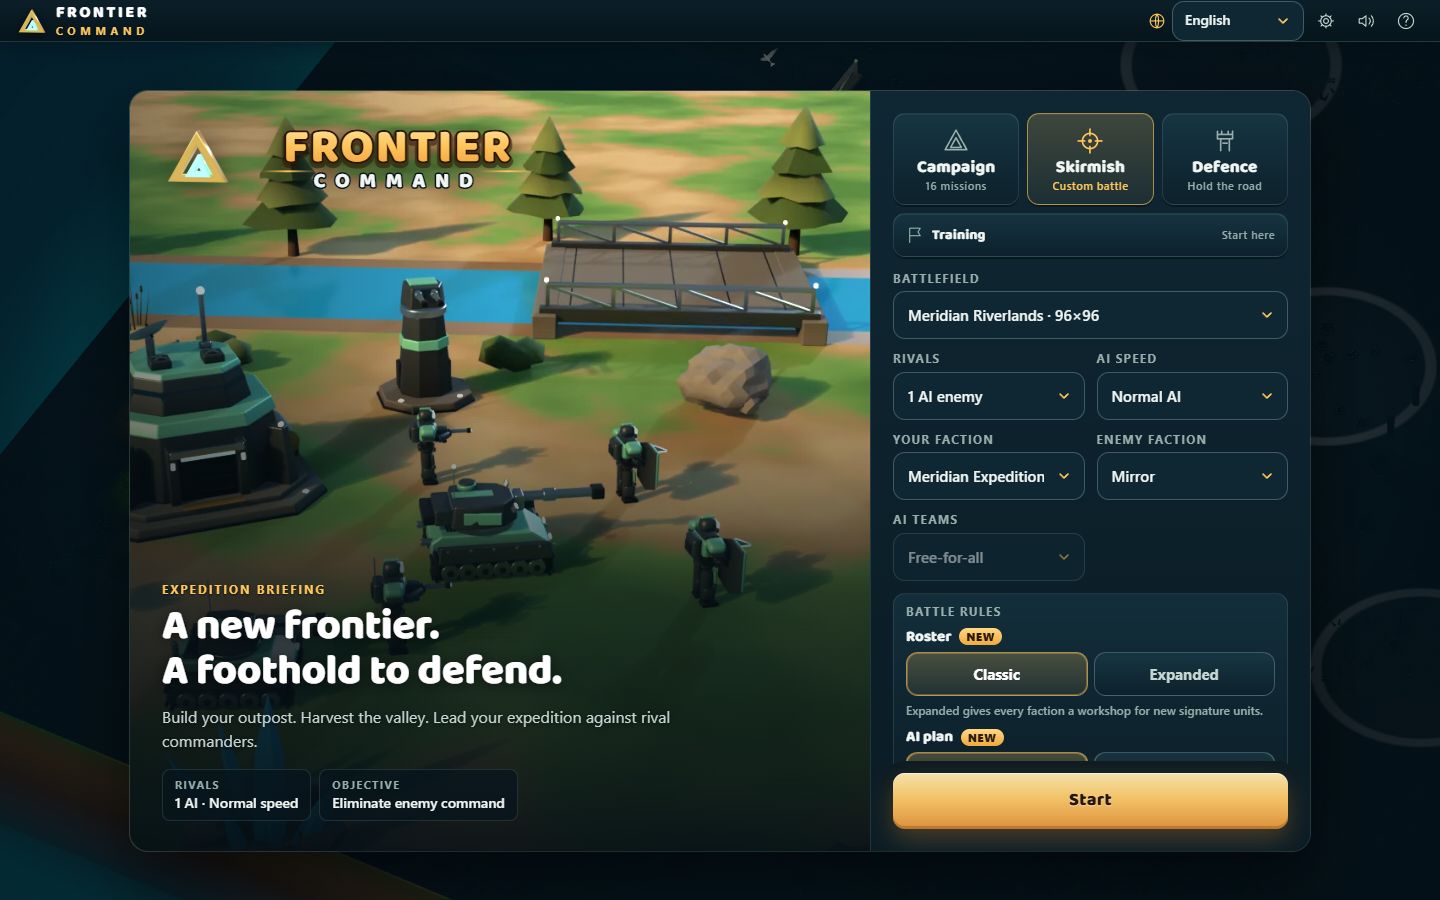 FRONTIER
COMMAND
English
FRONTIER
COMMAND
EXPEDITION BRIEFING
A new frontier.
A foothold to defend.
Build your outpost. Harvest the valley. Lead your expedition against rival
commanders.
RIVALS
1 AI · Normal speed
OBJECTIVE
Eliminate enemy command
Campaign
16 missions
Skirmish
Custom battle
Defence
Hold the road
Training
Start here
BATTLEFIELD
Meridian Riverlands · 96×96
RIVALS
AI SPEED
1 AI enemy
Normal AI
YOUR FACTION
ENEMY FACTION
Meridian Expedition
Mirror
AI TEAMS
Free-for-all
BATTLE RULES
Roster NEW
Classic
Expanded
Expanded gives every faction a workshop for new signature units.
AI plan NEW
Start